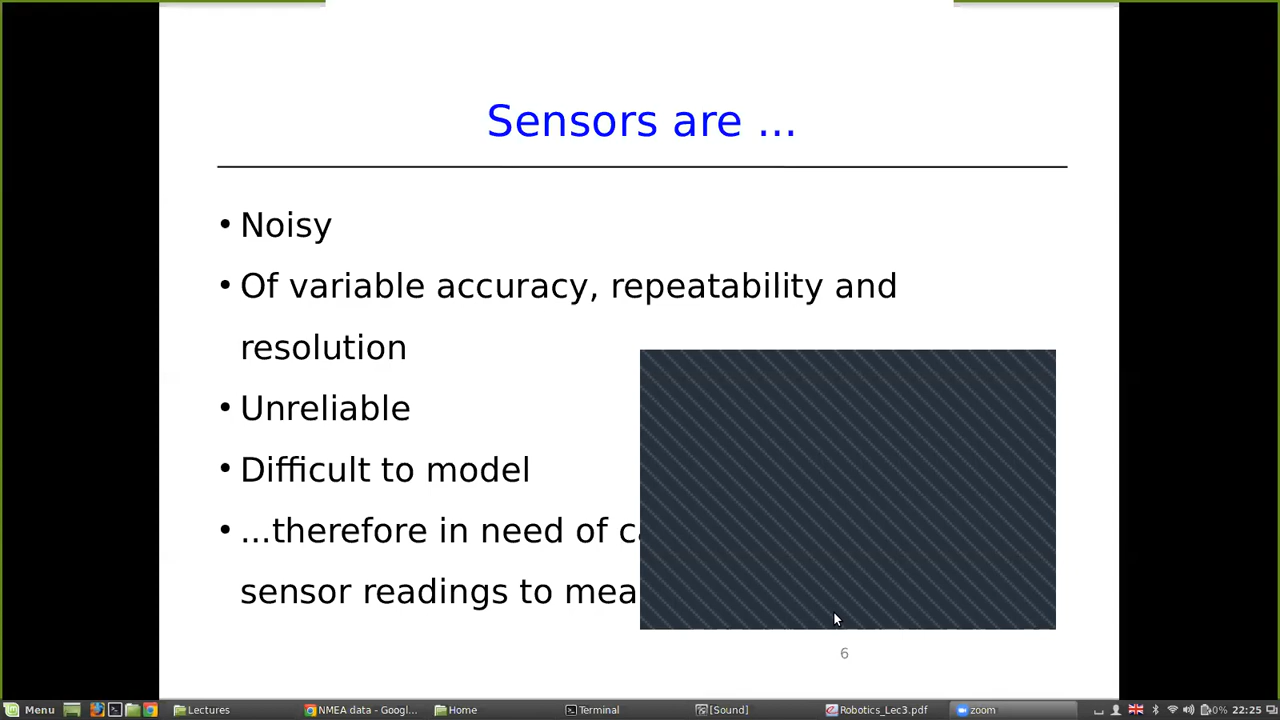 Sensors are ...
• Noisy
• Of variable accuracy, repeatability and
resolution
• Unreliable
• Difficult to model
• ...therefore in need of
sensor readings to
6
Menu
Lectures
NMEA data - Googl...
Home
Terminal
[Sound]
Robotics_Lec3.pdf
zoom
22:25